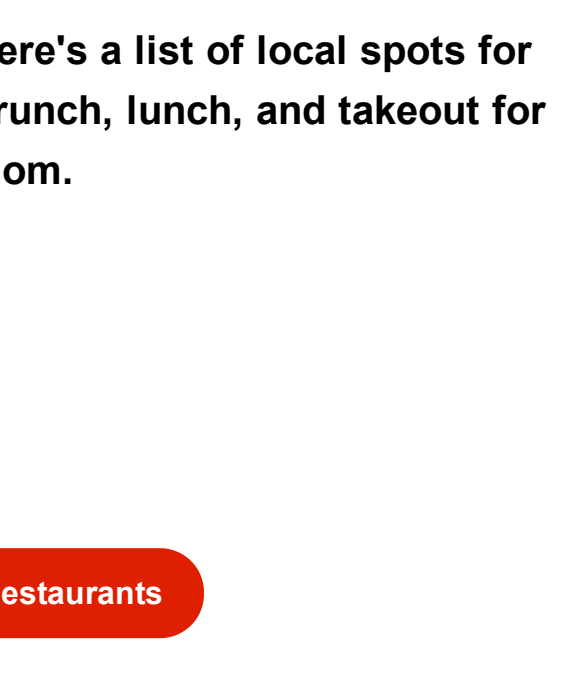 ere's a list of local spots for
runch, lunch, and takeout for
om.
estaurants